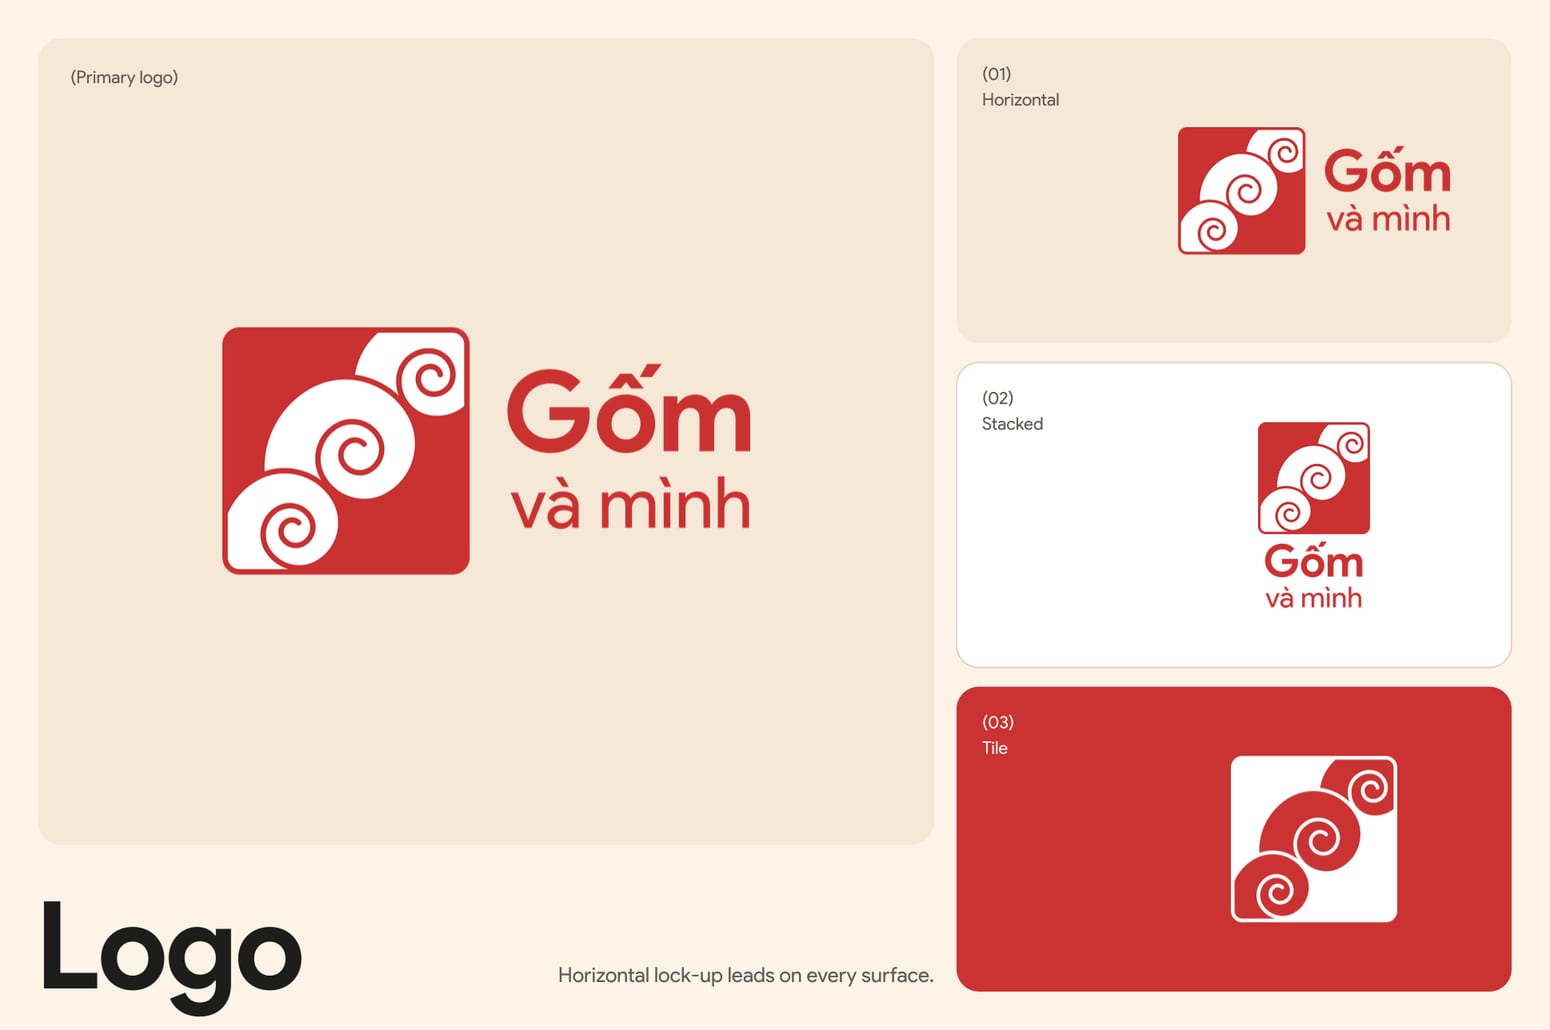 (Primary logo)
Gốm
và mình
Logo
Horizontal lock-up leads on every surface.
(01)
Horizontal
Gốm
và mình
(02)
Stacked
Gốm
và mình
(03)
Tile